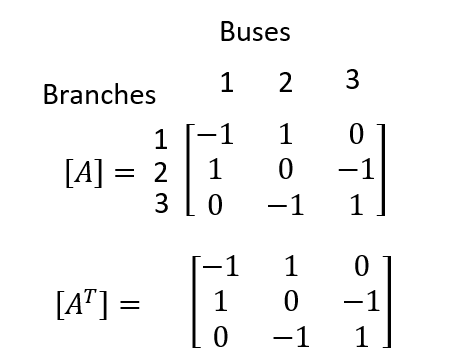 Buses
1 2 3
Branches
1 −1 1 0
[A] = 2 1 0 −1
3 0 −1 1
−1 1 0
[Aᵀ] = 1 0 −1
0 −1 1